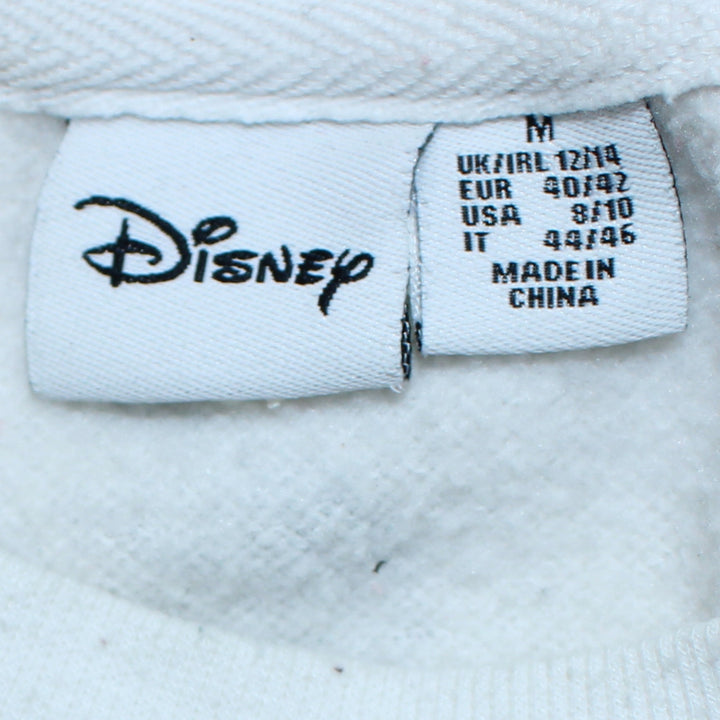 Disney
M
UK/IRL 12/14
EUR 40/42
USA 8/10
IT 44/46
MADE IN
CHINA